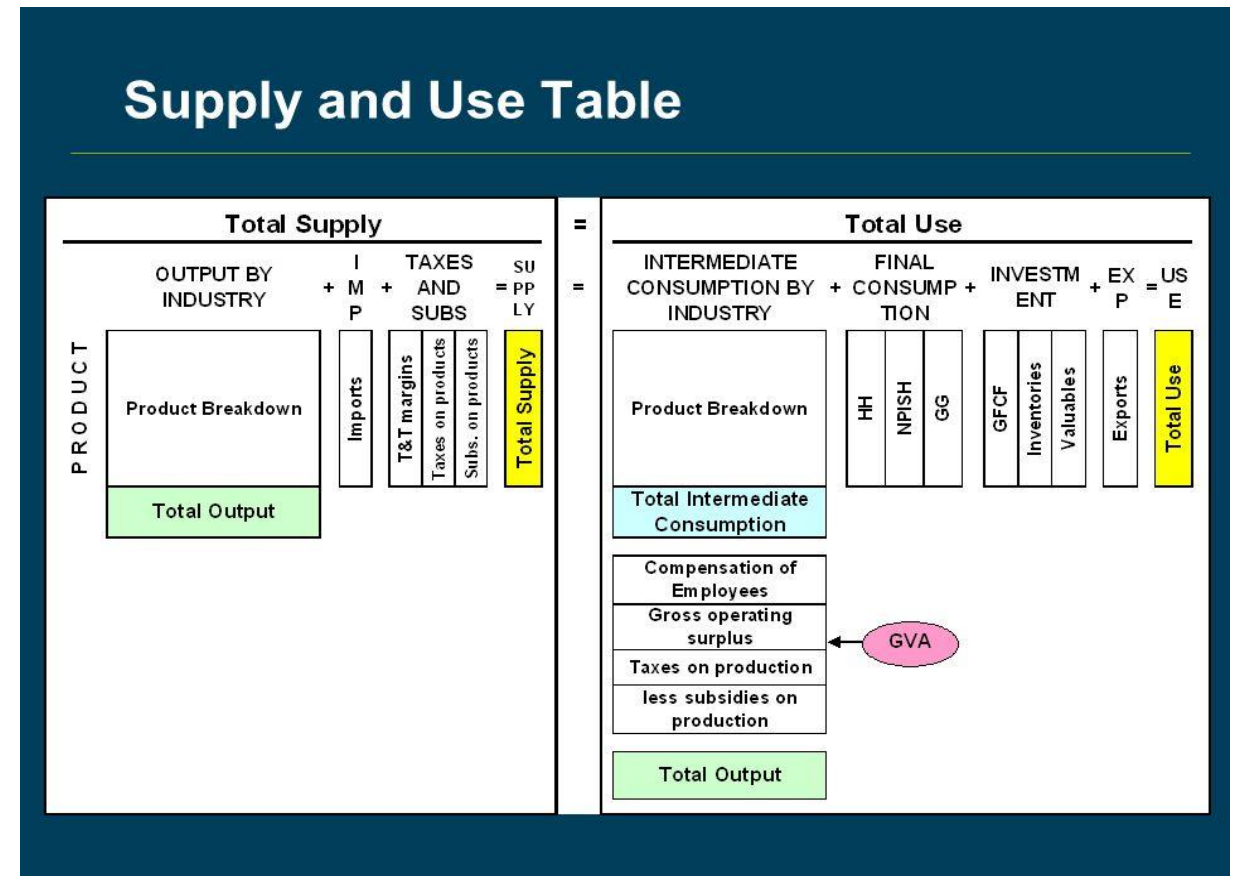 Supply and Use Table
Total Supply
=
Total Use
OUTPUT BY
INDUSTRY
+
I
M
P
+
TAXES
AND
SUBS
=
SU
PP
LY
=
INTERMEDIATE
CONSUMPTION BY
INDUSTRY
+
FINAL
CONSUMP
TION
+
INVESTM
ENT
+
EX
P
=
US
E
PRODUCT
Product Breakdown
Imports
T&T margins
Taxes on products
Subs. on products
Total Supply
Product Breakdown
HH
NPISH
GG
GFCF
Inventories
Valuables
Exports
Total Use
Total Output
Total Intermediate
Consumption
Compensation of
Employees
Gross operating
surplus
GVA
Taxes on production
less subsidies on
production
Total Output